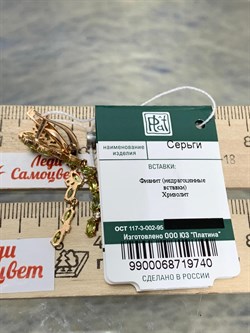 наименование
изделия
Серьги
ВСТАВКИ:
Фианит (недрагоценные
вставки)
Хризолит
ОСТ 117-3-002-95
Изготовлено ООО ЮЗ "Платина"
9900068719740
СДЕЛАНО В РОССИИ
Леди
Самоцвет
Леди
цвет